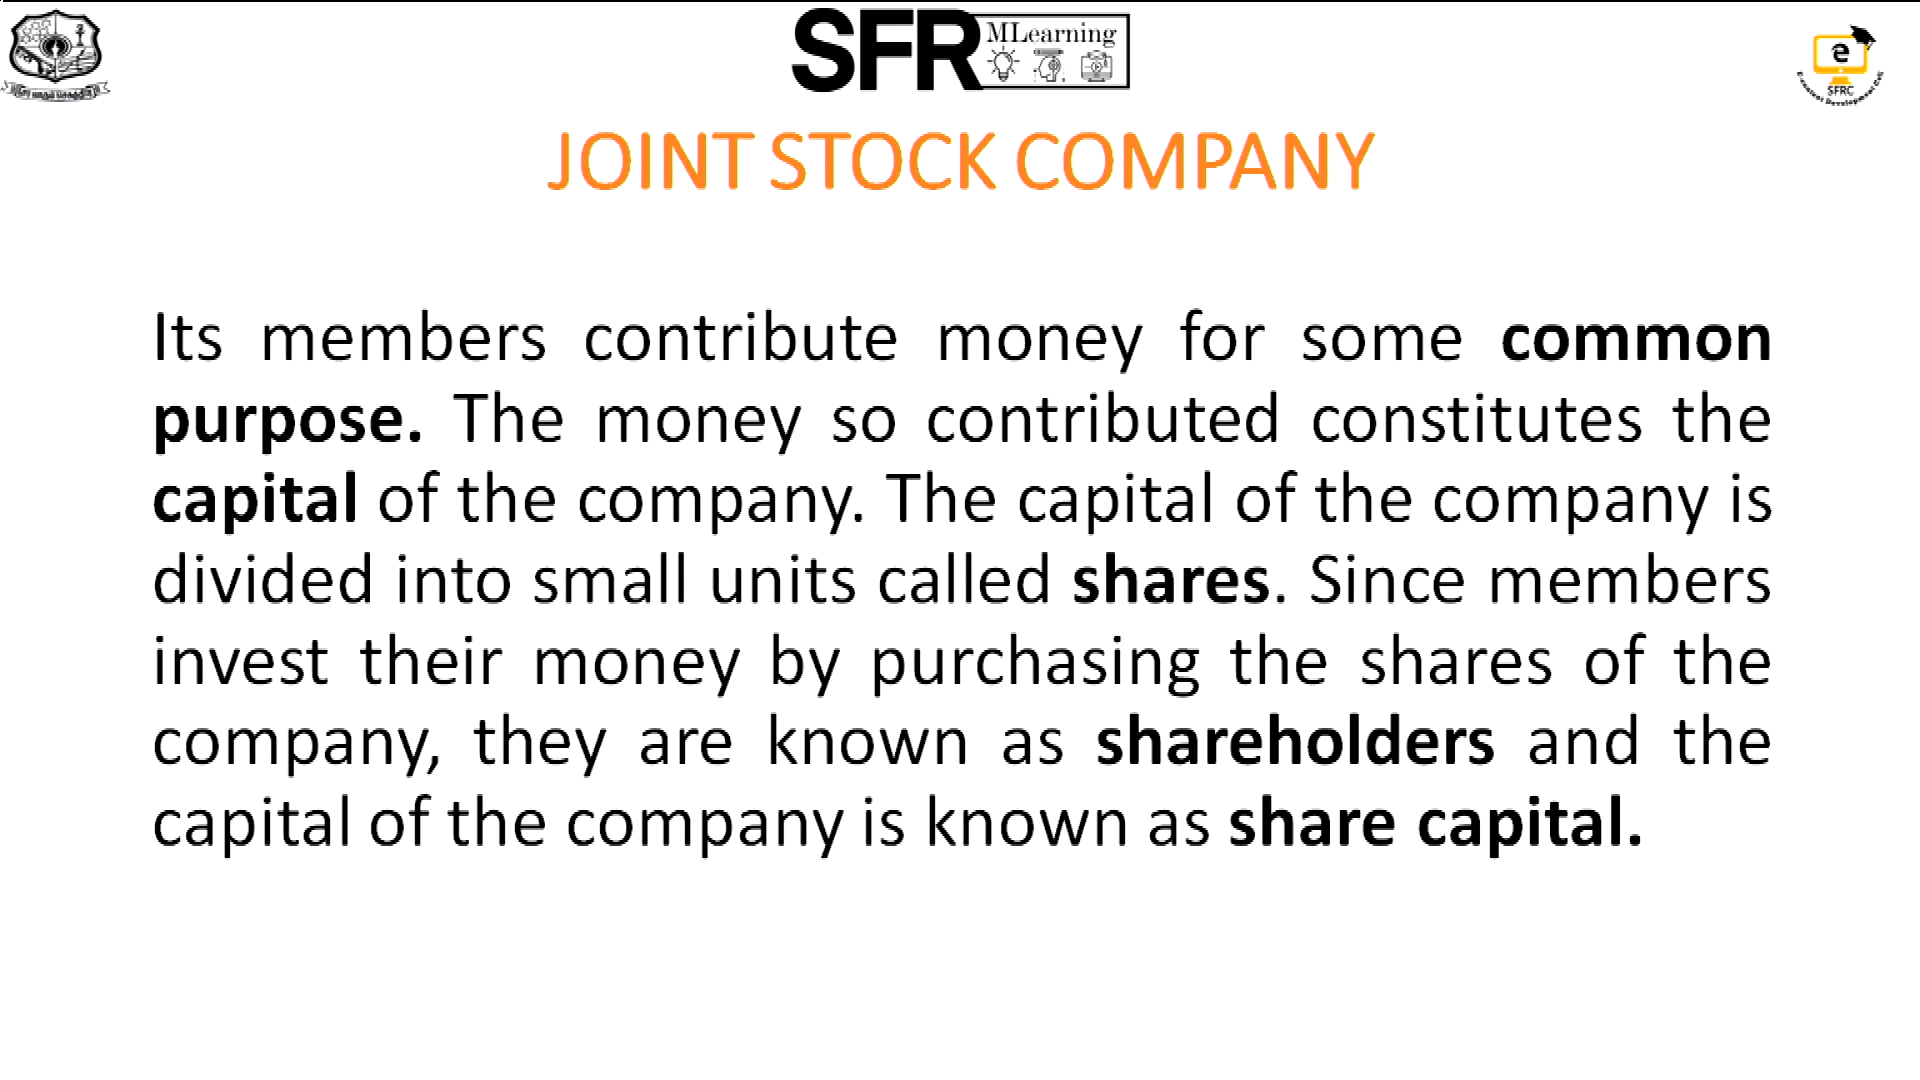 SFR MLearning
e
SFRC
JOINT STOCK COMPANY
Its members contribute money for some common
purpose. The money so contributed constitutes the
capital of the company. The capital of the company is
divided into small units called shares. Since members
invest their money by purchasing the shares of the
company, they are known as shareholders and the
capital of the company is known as share capital.